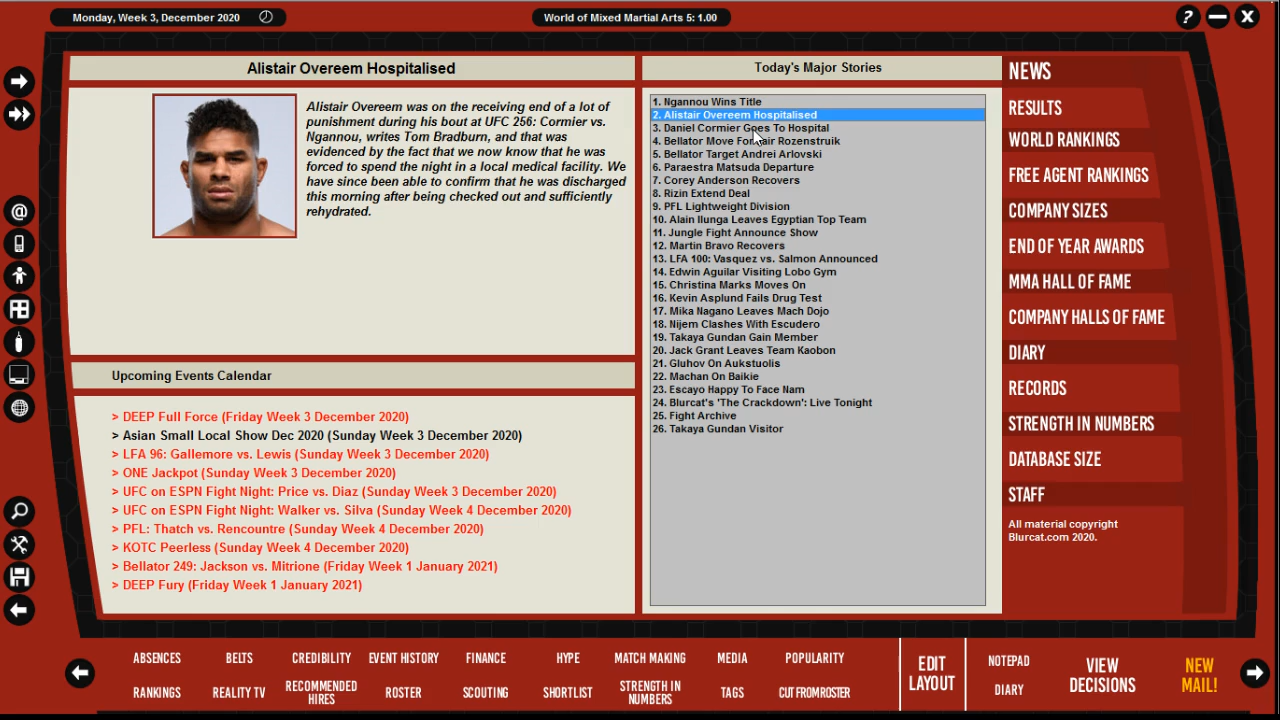 Monday, Week 3, December 2020
World of Mixed Martial Arts 5: 1.00
?
X
Alistair Overeem Hospitalised
Alistair Overeem was on the receiving end of a lot of
punishment during his bout at UFC 256: Cormier vs.
Ngannou, writes Tom Bradburn, and that was
evidenced by the fact that we now know that he was
forced to spend the night in a local medical facility. We
have since been able to confirm that he was discharged
this morning after being checked out and sufficiently
rehydrated.
Upcoming Events Calendar
> DEEP Full Force (Friday Week 3 December 2020)
> Asian Small Local Show Dec 2020 (Sunday Week 3 December 2020)
> LFA 96: Gallemore vs. Lewis (Sunday Week 3 December 2020)
> ONE Jackpot (Sunday Week 3 December 2020)
> UFC on ESPN Fight Night: Price vs. Diaz (Sunday Week 3 December 2020)
> UFC on ESPN Fight Night: Walker vs. Silva (Sunday Week 4 December 2020)
> PFL: Thatch vs. Rencountre (Sunday Week 4 December 2020)
> KOTC Peerless (Sunday Week 4 December 2020)
> Bellator 249: Jackson vs. Mitrione (Friday Week 1 January 2021)
> DEEP Fury (Friday Week 1 January 2021)
Today's Major Stories
1. Ngannou Wins Title
2. Alistair Overeem Hospitalised
3. Daniel Cormier Goes To Hospital
4. Bellator Move For Jair Rozenstruik
5. Bellator Target Andrei Arlovski
6. Paraestra Matsuda Departure
7. Corey Anderson Recovers
8. Rizin Extend Deal
9. PFL Lightweight Division
10. Alain Ilunga Leaves Egyptian Top Team
11. Jungle Fight Announce Show
12. Martin Bravo Recovers
13. LFA 100: Vasquez vs. Salmon Announced
14. Edwin Aguilar Visiting Lobo Gym
15. Christina Marks Moves On
16. Kevin Asplund Fails Drug Test
17. Mika Nagano Leaves Mach Dojo
18. Nijem Clashes With Escudero
19. Takaya Gundan Gain Member
20. Jack Grant Leaves Team Kaobon
21. Gluhov On Aukstuolis
22. Machan On Baikie
23. Escayo Happy To Face Nam
24. Blurcat's 'The Crackdown': Live Tonight
25. Fight Archive
26. Takaya Gundan Visitor
NEWS
RESULTS
WORLD RANKINGS
FREE AGENT RANKINGS
COMPANY SIZES
END OF YEAR AWARDS
MMA HALL OF FAME
COMPANY HALLS OF FAME
DIARY
RECORDS
STRENGTH IN NUMBERS
DATABASE SIZE
STAFF
All material copyright
Blurcat.com 2020.
@
ABSENCES
BELTS
CREDIBILITY
EVENT HISTORY
FINANCE
HYPE
MATCH MAKING
MEDIA
POPULARITY
RANKINGS
REALITY TV
RECOMMENDED
HIRES
ROSTER
SCOUTING
SHORTLIST
STRENGTH IN
NUMBERS
TAGS
CUT FROM ROSTER
EDIT
LAYOUT
NOTEPAD
DIARY
VIEW
DECISIONS
NEW
MAIL!